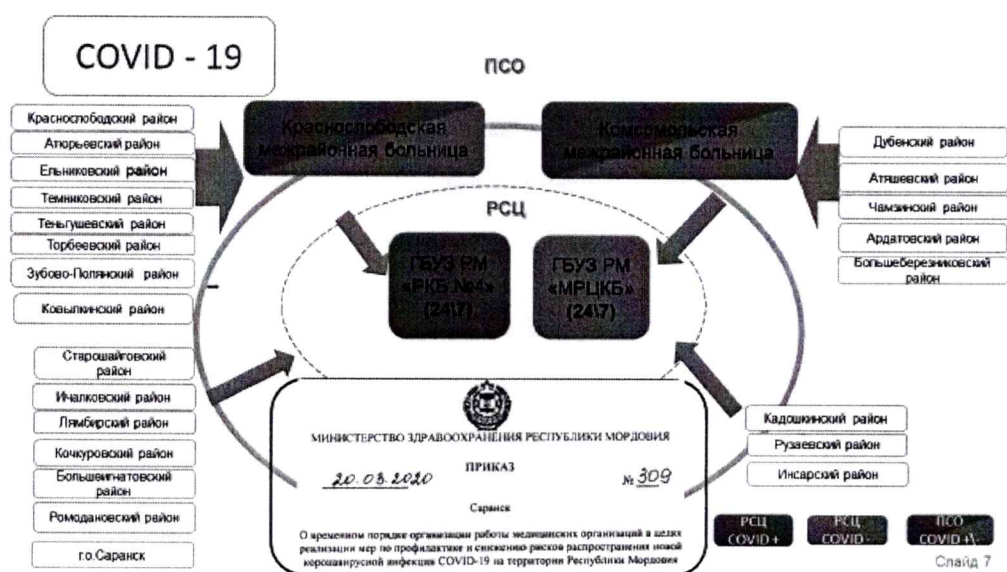 COVID - 19
ПСО
Краснослободский район
Атюрьевский район
Ельниковский район
Темниковский район
Теньгушевский район
Торбеевский район
Зубово-Полянский район
Ковылкинский район
Старошайговский
район
Ичалковский район
Лямбирский район
Кочкуровский район
Большеигнатовский
район
Ромодановский район
г.о.Саранск
Краснослободская
межрайонная больница
Комсомольская
межрайонная больница
РСЦ
ГБУЗ РМ
«РКБ №4»
(24\7)
ГБУЗ РМ
«МРЦКБ»
(24\7)
Дубенский район
Атяшевский район
Чамзинский район
Ардатовский район
Большеберезниковский
район
Кадошкинский район
Рузаевский район
Инсарский район
МИНИСТЕРСТВО ЗДРАВООХРАНЕНИЯ РЕСПУБЛИКИ МОРДОВИЯ
ПРИКАЗ
20.03.2020 № 309
Саранск
О временном порядке организации работы медицинских организаций в целях
реализации мер по профилактике и снижению рисков распространения новой
коронавирусной инфекции COVID-19 на территории Республики Мордовия
РСЦ
COVID +
РСЦ
COVID -
ПСО
COVID +\-
Слайд 7